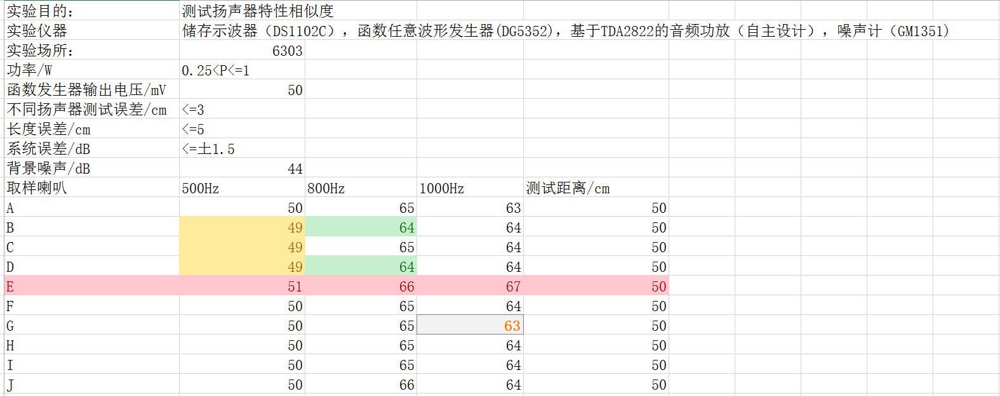 实验目的： 测试扬声器特性相似度
实验仪器 储存示波器（DS1102C），函数任意波形发生器(DG5352)，基于TDA2822的音频功放（自主设计），噪声计（GM1351)
实验场所： 6303
功率/W 0.25<P<=1
函数发生器输出电压/mV 50
不同扬声器测试误差/cm <=3
长度误差/cm <=5
系统误差/dB <=土1.5
背景噪声/dB 44
取样喇叭 500Hz 800Hz 1000Hz 测试距离/cm
A 50 65 63 50
B 49 64 64 50
C 49 65 64 50
D 49 64 64 50
E 51 66 67 50
F 50 65 64 50
G 50 65 63 50
H 50 65 64 50
I 50 65 64 50
J 50 66 64 50